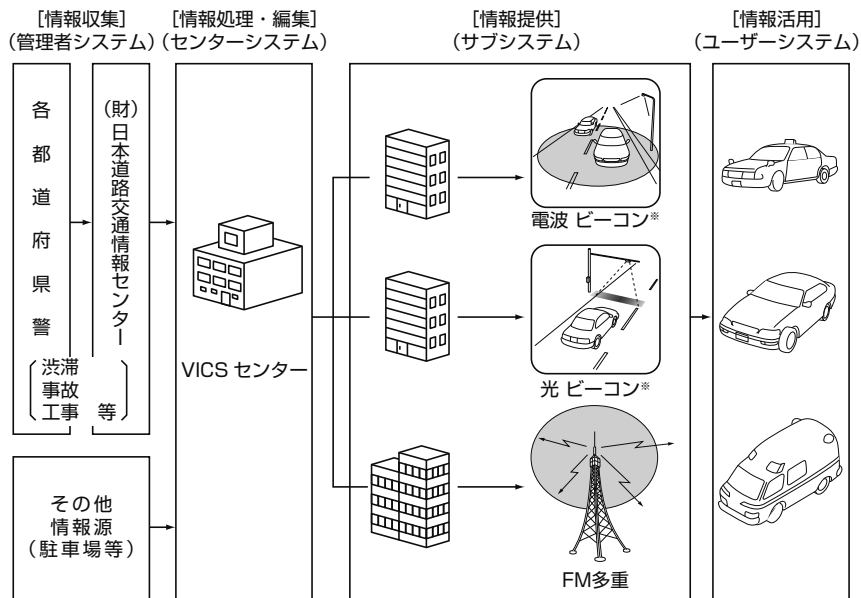 [情報収集]
(管理者システム)
[情報処理・編集]
(センターシステム)
[情報提供]
(サブシステム)
[情報活用]
(ユーザーシステム)
各都道府県警
(財)日本道路交通情報センター
渋滞
事故
工事 等
その他
情報源
(駐車場等)
VICS センター
電波 ビーコン※
光 ビーコン※
FM多重